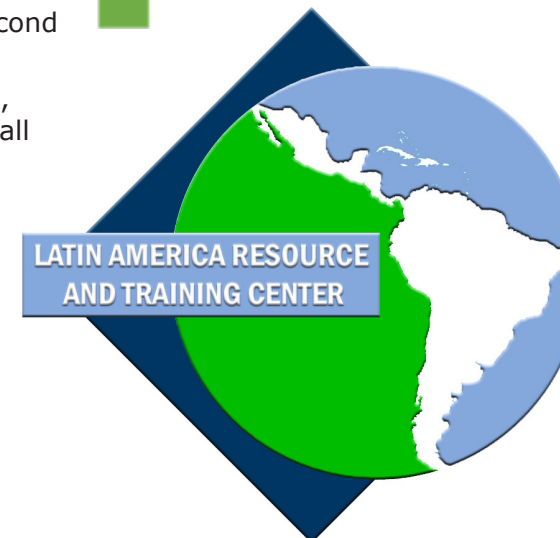 cond
,
all
LATIN AMERICA RESOURCE
AND TRAINING CENTER